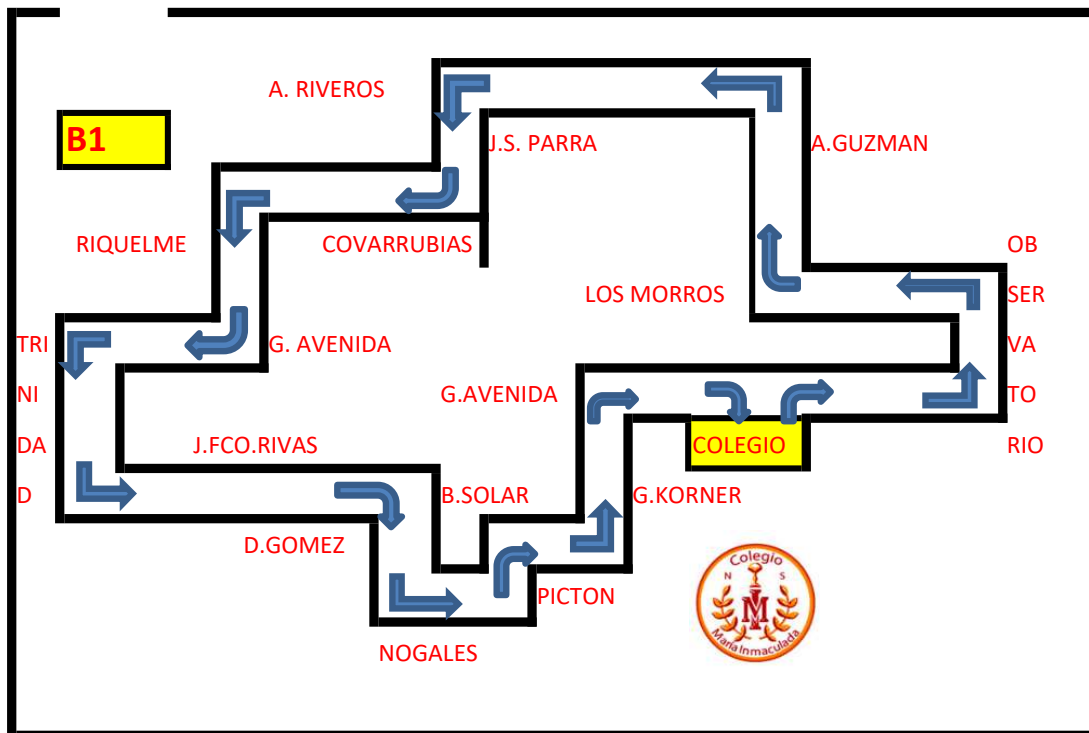 A. RIVEROS
B1
J.S. PARRA
A.GUZMAN
RIQUELME
COVARRUBIAS
OB
LOS MORROS
SER
TRI
G. AVENIDA
VA
NI
G.AVENIDA
TO
DA
J.FCO.RIVAS
COLEGIO
RIO
D
B.SOLAR
G.KORNER
D.GOMEZ
Colegio
N S
M
PICTON
María Inmaculada
NOGALES